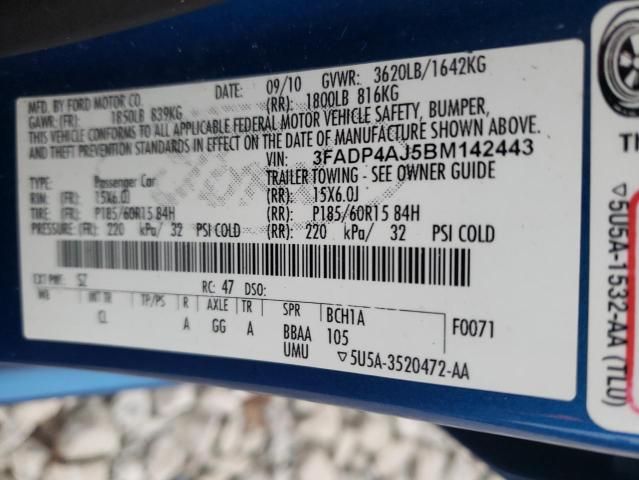 MFD. BY FORD MOTOR CO. DATE: 09/10 GVWR: 3620LB/1642KG
GAWR: (FR): 1850LB 839KG (RR): 1800LB 816KG
THIS VEHICLE CONFORMS TO ALL APPLICABLE FEDERAL MOTOR VEHICLE SAFETY, BUMPER,
AND THEFT PREVENTION STANDARDS IN EFFECT ON THE DATE OF MANUFACTURE SHOWN ABOVE.
VIN: 3FADP4AJ5BM142443
TYPE: Passenger Car TRAILER TOWING - SEE OWNER GUIDE
RIM: (FR): 15X6.0J (RR): 15X6.0J
TIRE: (FR): P185/60R15 84H (RR): P185/60R15 84H
PRESSURE: (FR): 220 kPa/ 32 PSI COLD (RR): 220 kPa/ 32 PSI COLD
EXT PNT: SZ RC: 47 DSO:
WB INT TR TP/PS R AXLE TR SPR BCH1A F0071
CL A GG A BBAA 105
UMU ▽5U5A-3520472-AA
▽5U5A-1532-AA (TLU)